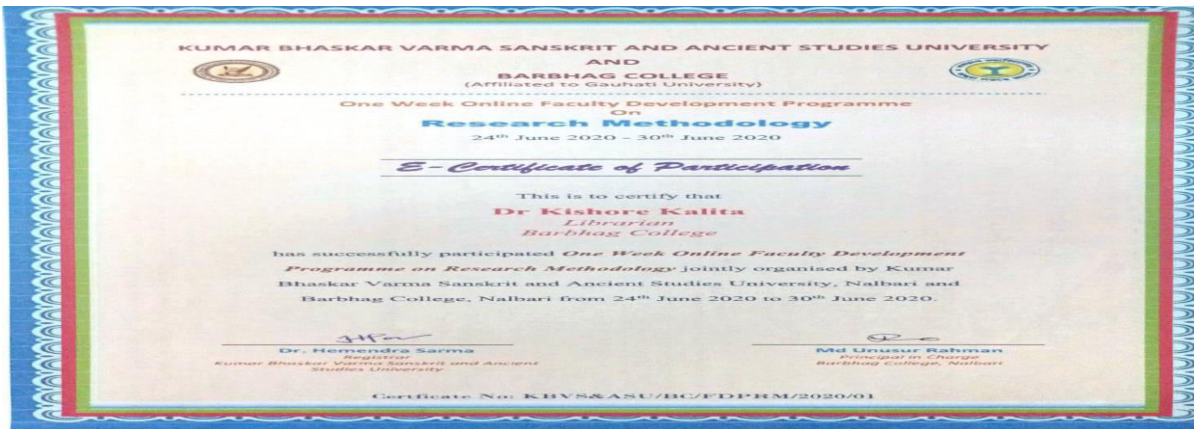 KUMAR BHASKAR VARMA SANSKRIT AND ANCIENT STUDIES UNIVERSITY
AND
BARBHAG COLLEGE
(Affiliated to Gauhati University)
One Week Online Faculty Development Programme
On
Research Methodology
24th June 2020 - 30th June 2020
E-Certificate of Participation
This is to certify that
Dr Kishore Kalita
Librarian
Barbhag College
has successfully participated One Week Online Faculty Development
Programme on Research Methodology jointly organised by Kumar
Bhaskar Varma Sanskrit and Ancient Studies University, Nalbari and
Barbhag College, Nalbari from 24th June 2020 to 30th June 2020.
Dr. Hemendra Sarma
Registrar
Kumar Bhaskar Varma Sanskrit and Ancient
Studies University
Md Unusur Rahman
Principal in Charge
Barbhag College, Nalbari
Certficate No: KBVS&ASU/BC/FDPRM/2020/01